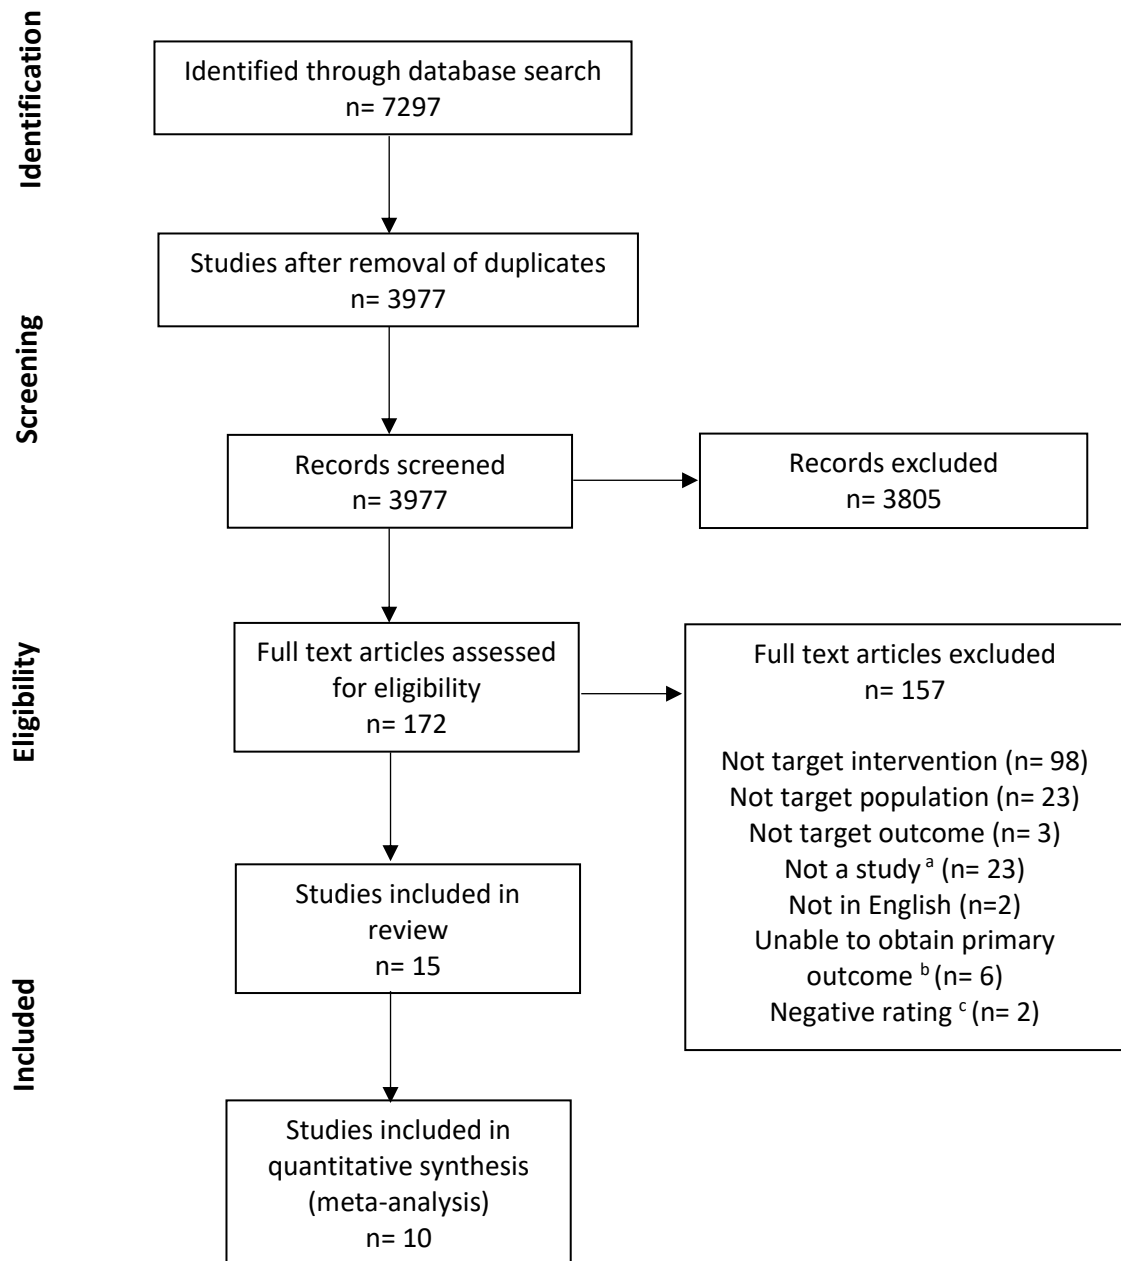 Identification
Identified through database search
n= 7297
Studies after removal of duplicates
n= 3977
Screening
Records screened
n= 3977
Records excluded
n= 3805
Eligibility
Full text articles assessed
for eligibility
n= 172
Full text articles excluded
n= 157
Not target intervention (n= 98)
Not target population (n= 23)
Not target outcome (n= 3)
Not a study a (n= 23)
Not in English (n=2)
Unable to obtain primary
outcome b (n= 6)
Negative rating c (n= 2)
Studies included in
review
n= 15
Included
Studies included in
quantitative synthesis
(meta-analysis)
n= 10